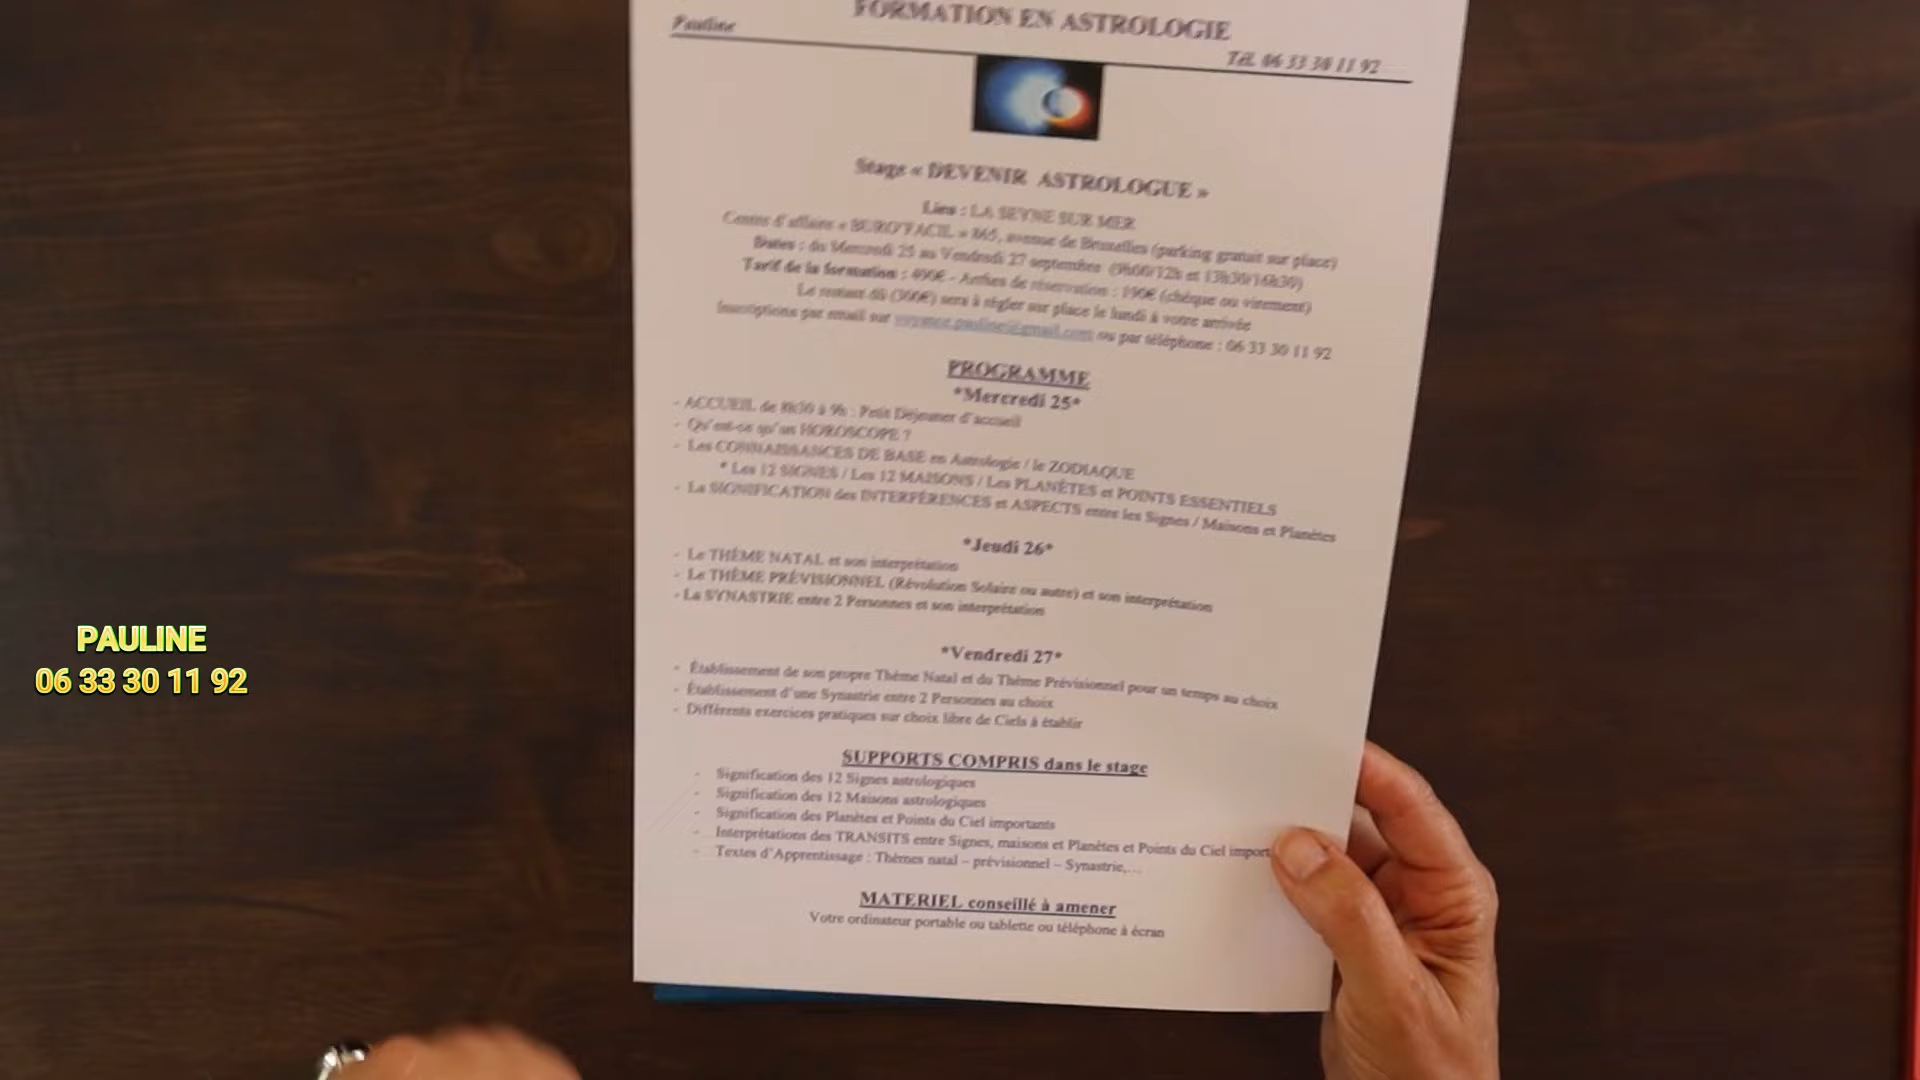 FORMATION EN ASTROLOGIE
Pauline
Tél. 06 33 30 11 92
Stage « DEVENIR ASTROLOGUE »
Lieu : LA SEYNE SUR MER
Centre d'affaires « BURO'FACIL » 865, avenue de Bruxelles (parking gratuit sur place)
Dates : du Mercredi 25 au Vendredi 27 septembre (9h00/12h et 13h30/16h30)
Tarif de la formation : - Arrhes de réservation : (chèque ou virement)
Le restant dû (300€) sera à régler sur place le lundi à votre arrivée
Inscriptions par email sur voyance.pauline@gmail.com ou par téléphone : 06 33 30 11 92
PROGRAMME
*Mercredi 25*
- ACCUEIL de 8h30 à 9h : Petit Déjeuner d'accueil
- Qu'est-ce qu'un HOROSCOPE ?
- Les CONNAISSANCES DE BASE en Astrologie / le ZODIAQUE
* Les 12 SIGNES / Les 12 MAISONS / Les PLANÈTES et POINTS ESSENTIELS
- La SIGNIFICATION des INTERFÉRENCES et ASPECTS entre les Signes / Maisons et Planètes
*Jeudi 26*
- Le THÈME NATAL et son interprétation
- Le THÈME PRÉVISIONNEL (Révolution Solaire ou autre) et son interprétation
- La SYNASTRIE entre 2 Personnes et son interprétation
*Vendredi 27*
- Établissement de son propre Thème Natal et du Thème Prévisionnel pour un temps au choix
- Établissement d'une Synastrie entre 2 Personnes au choix
- Différents exercices pratiques sur choix libre de Ciels à établir
SUPPORTS COMPRIS dans le stage
- Signification des 12 Signes astrologiques
- Signification des 12 Maisons astrologiques
- Signification des Planètes et Points du Ciel importants
- Interprétations des TRANSITS entre Signes, maisons et Planètes et Points du Ciel import
- Textes d'Apprentissage : Thèmes natal – prévisionnel – Synastrie,...
MATERIEL conseillé à amener
Votre ordinateur portable ou tablette ou téléphone à écran
PAULINE
06 33 30 11 92